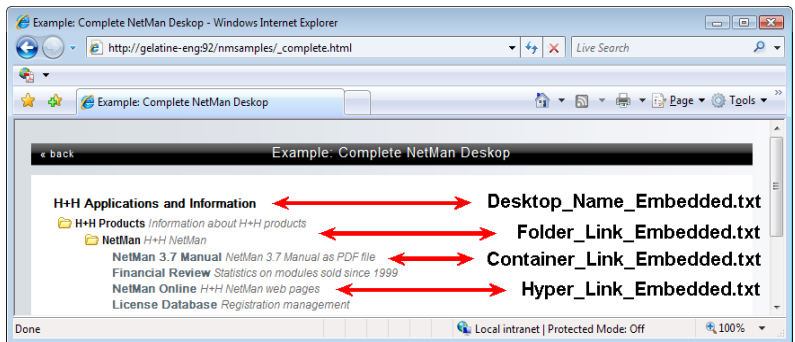 Example: Complete NetMan Deskop - Windows Internet Explorer
http://gelatine-eng:92/nmsamples/_complete.html
Live Search
Example: Complete NetMan Deskop
Page Tools »
« back Example: Complete NetMan Deskop
H+H Applications and Information Desktop_Name_Embedded.txt
H+H Products Information about H+H products
Folder_Link_Embedded.txt
NetMan H+H NetMan
NetMan 3.7 Manual NetMan 3.7 Manual as PDF file Container_Link_Embedded.txt
Financial Review Statistics on modules sold since 1999
NetMan Online H+H NetMan web pages Hyper_Link_Embedded.txt
License Database Registration management
Done Local intranet | Protected Mode: Off 100%